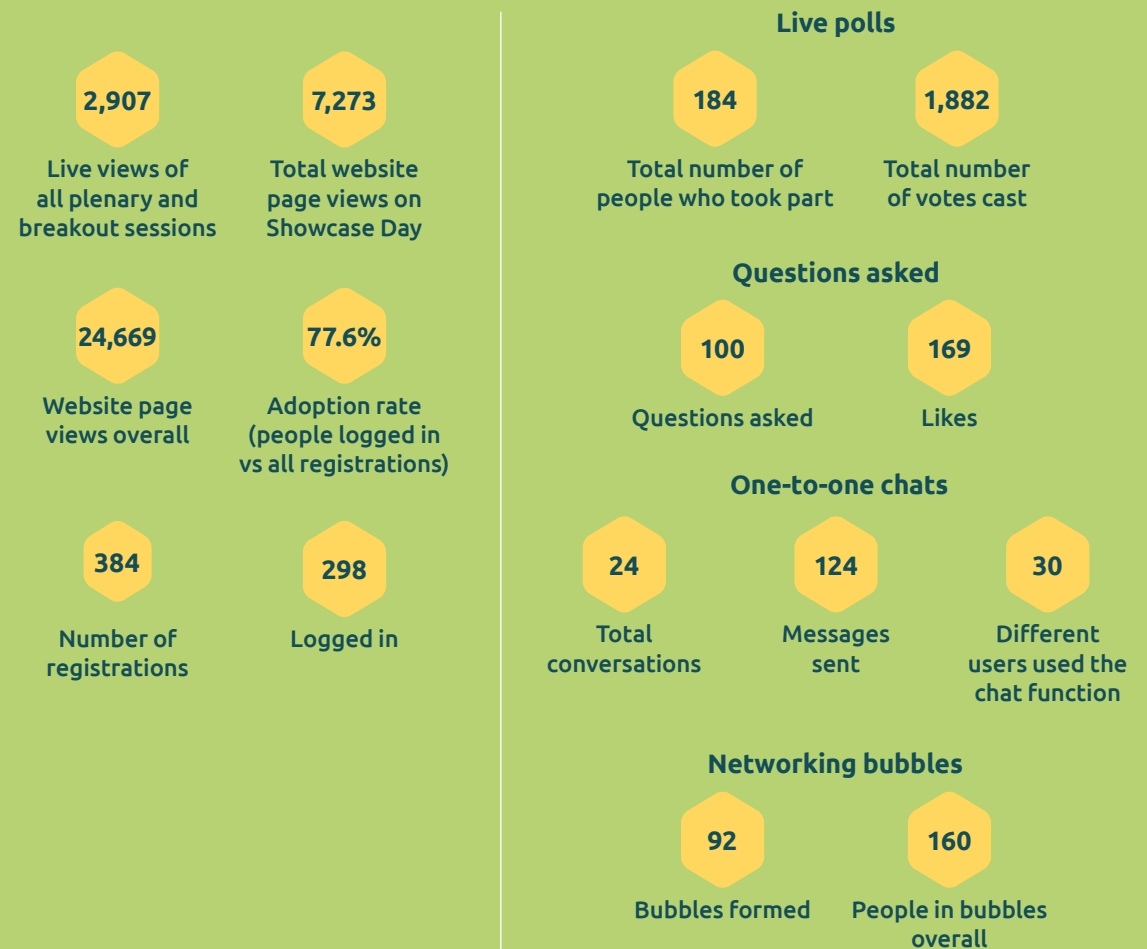 2,907
Live views of
all plenary and
breakout sessions
7,273
Total website
page views on
Showcase Day
24,669
Website page
views overall
77.6%
Adoption rate
(people logged in
vs all registrations)
384
Number of
registrations
298
Logged in
Live polls
184
Total number of
people who took part
1,882
Total number
of votes cast
Questions asked
100
Questions asked
169
Likes
One-to-one chats
24
Total
conversations
124
Messages
sent
30
Different
users used the
chat function
Networking bubbles
92
Bubbles formed
160
People in bubbles
overall